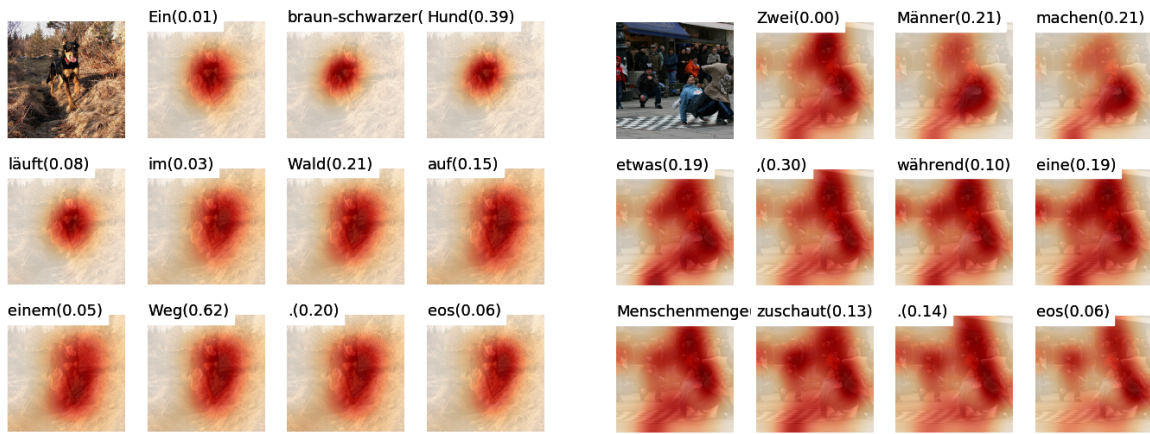 Ein(0.01) braun-schwarzer( Hund(0.39)
läuft(0.08) im(0.03) Wald(0.21) auf(0.15)
einem(0.05) Weg(0.62) .(0.20) eos(0.06)
Zwei(0.00) Männer(0.21) machen(0.21)
etwas(0.19) ,(0.30) während(0.10) eine(0.19)
Menschenmenge( zuschaut(0.13) .(0.14) eos(0.06)